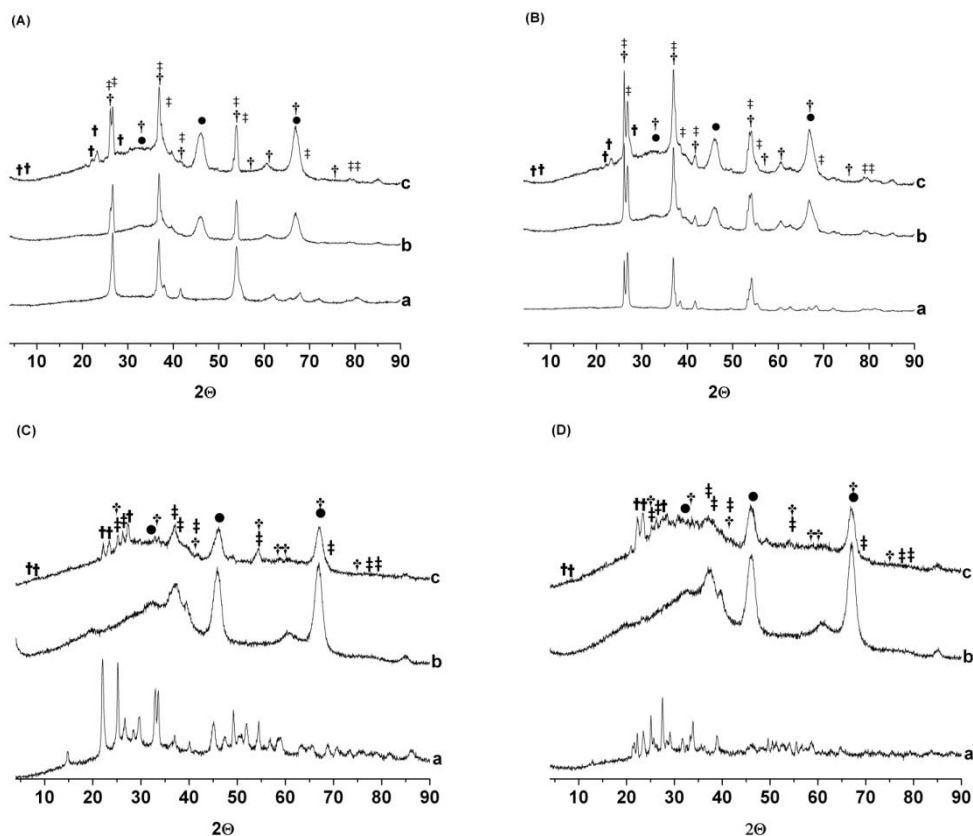 (A)
‡‡ † ‡ † ‡ ‡ † ● ‡ † ‡ † ●
†† † † † † ● ‡ † † † ‡ † ‡‡
c
b
a
10 20 30 40 50 60 70 80 90
2Θ
(B)
‡ † ‡ ‡ † ‡ † ●
†† † † † † ● ‡ ‡ † ● ‡ † † ‡ † ‡‡
c
b
a
10 20 30 40 50 60 70 80 90
2Θ
(C)
†† †† † ‡‡ † ● † ‡ ‡ ‡ † ● † ‡ †† † ● ‡ † ‡‡
c
b
a
10 20 30 40 50 60 70 80 90
2Θ
(D)
†† †† † ‡‡ † ● † ‡ ‡ ‡ † ● † ‡ †† † ● ‡ † ‡‡
c
b
a
10 20 30 40 50 60 70 80 90
2Θ